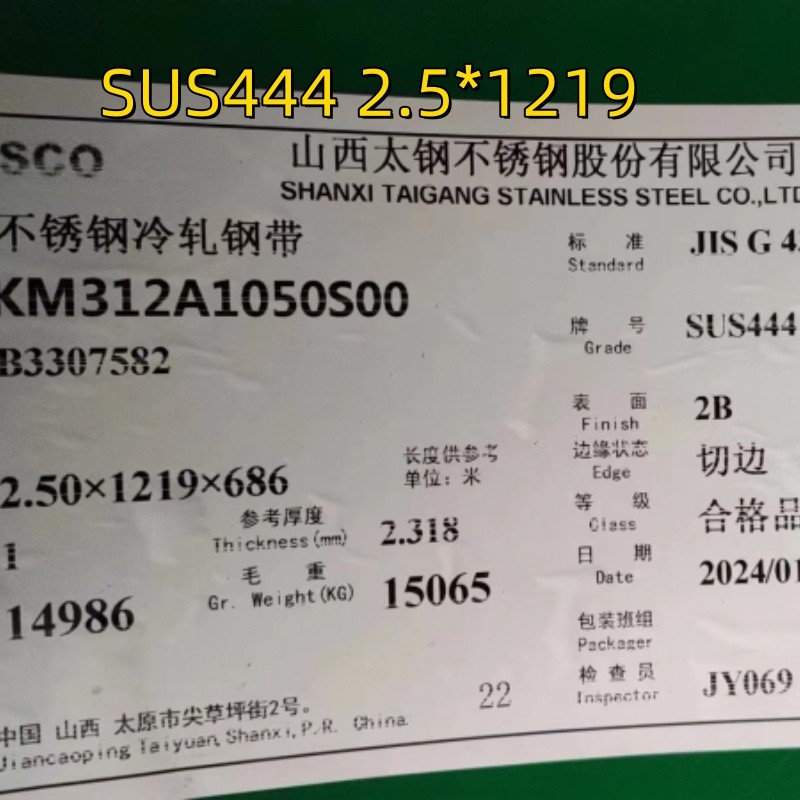 SUS444 2.5*1219
SCO
山西太钢不锈钢股份有限公司
SHANXI TAIGANG STAINLESS STEEL CO.,LTD
不锈钢冷轧钢带
标 准 JIS G 43
Standard
KM312A1050S00
牌 号 SUS444
Grade
B3307582
表 面 2B
Finish
长度供参考
单位：米
边缘状态 切边
Edge
2.50×1219×686
等 级 合格品
Class
参考厚度 2.318
Thickness(mm)
1
日 期 2024/01
Date
毛 重 15065
Gr. Weight(KG)
14986
包装班组
Packager
检 查 员 JY069
Inspector
22
中国 山西 太原市尖草坪街2号。
Jiancaoping Taiyuan, Shanxi, P.R. China.